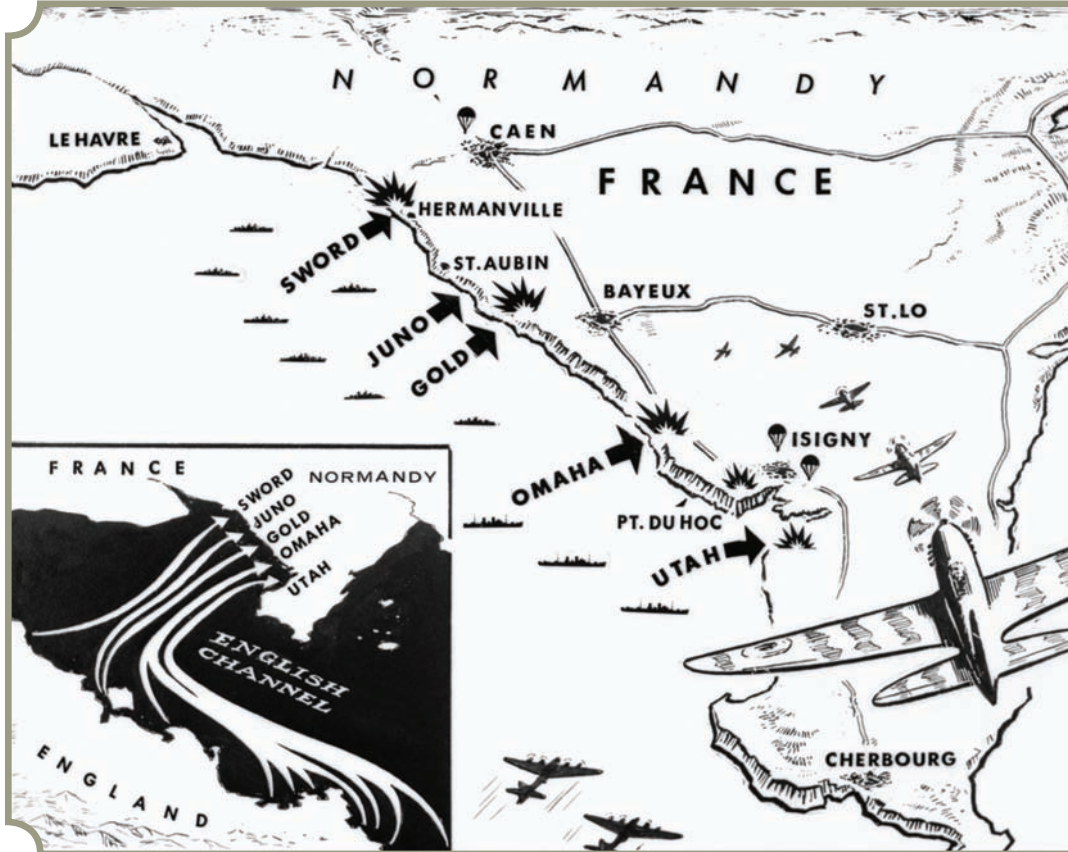 NORMANDY
LE HAVRE
CAEN
FRANCE
HERMANVILLE
SWORD
ST. AUBIN
BAYEUX
ST. LO
JUNO
GOLD
ISIGNY
OMAHA
PT. DU HOC
UTAH
CHERBOURG
FRANCE
NORMANDY
SWORD
JUNO
GOLD
OMAHA
UTAH
ENGLISH
CHANNEL
ENGLAND